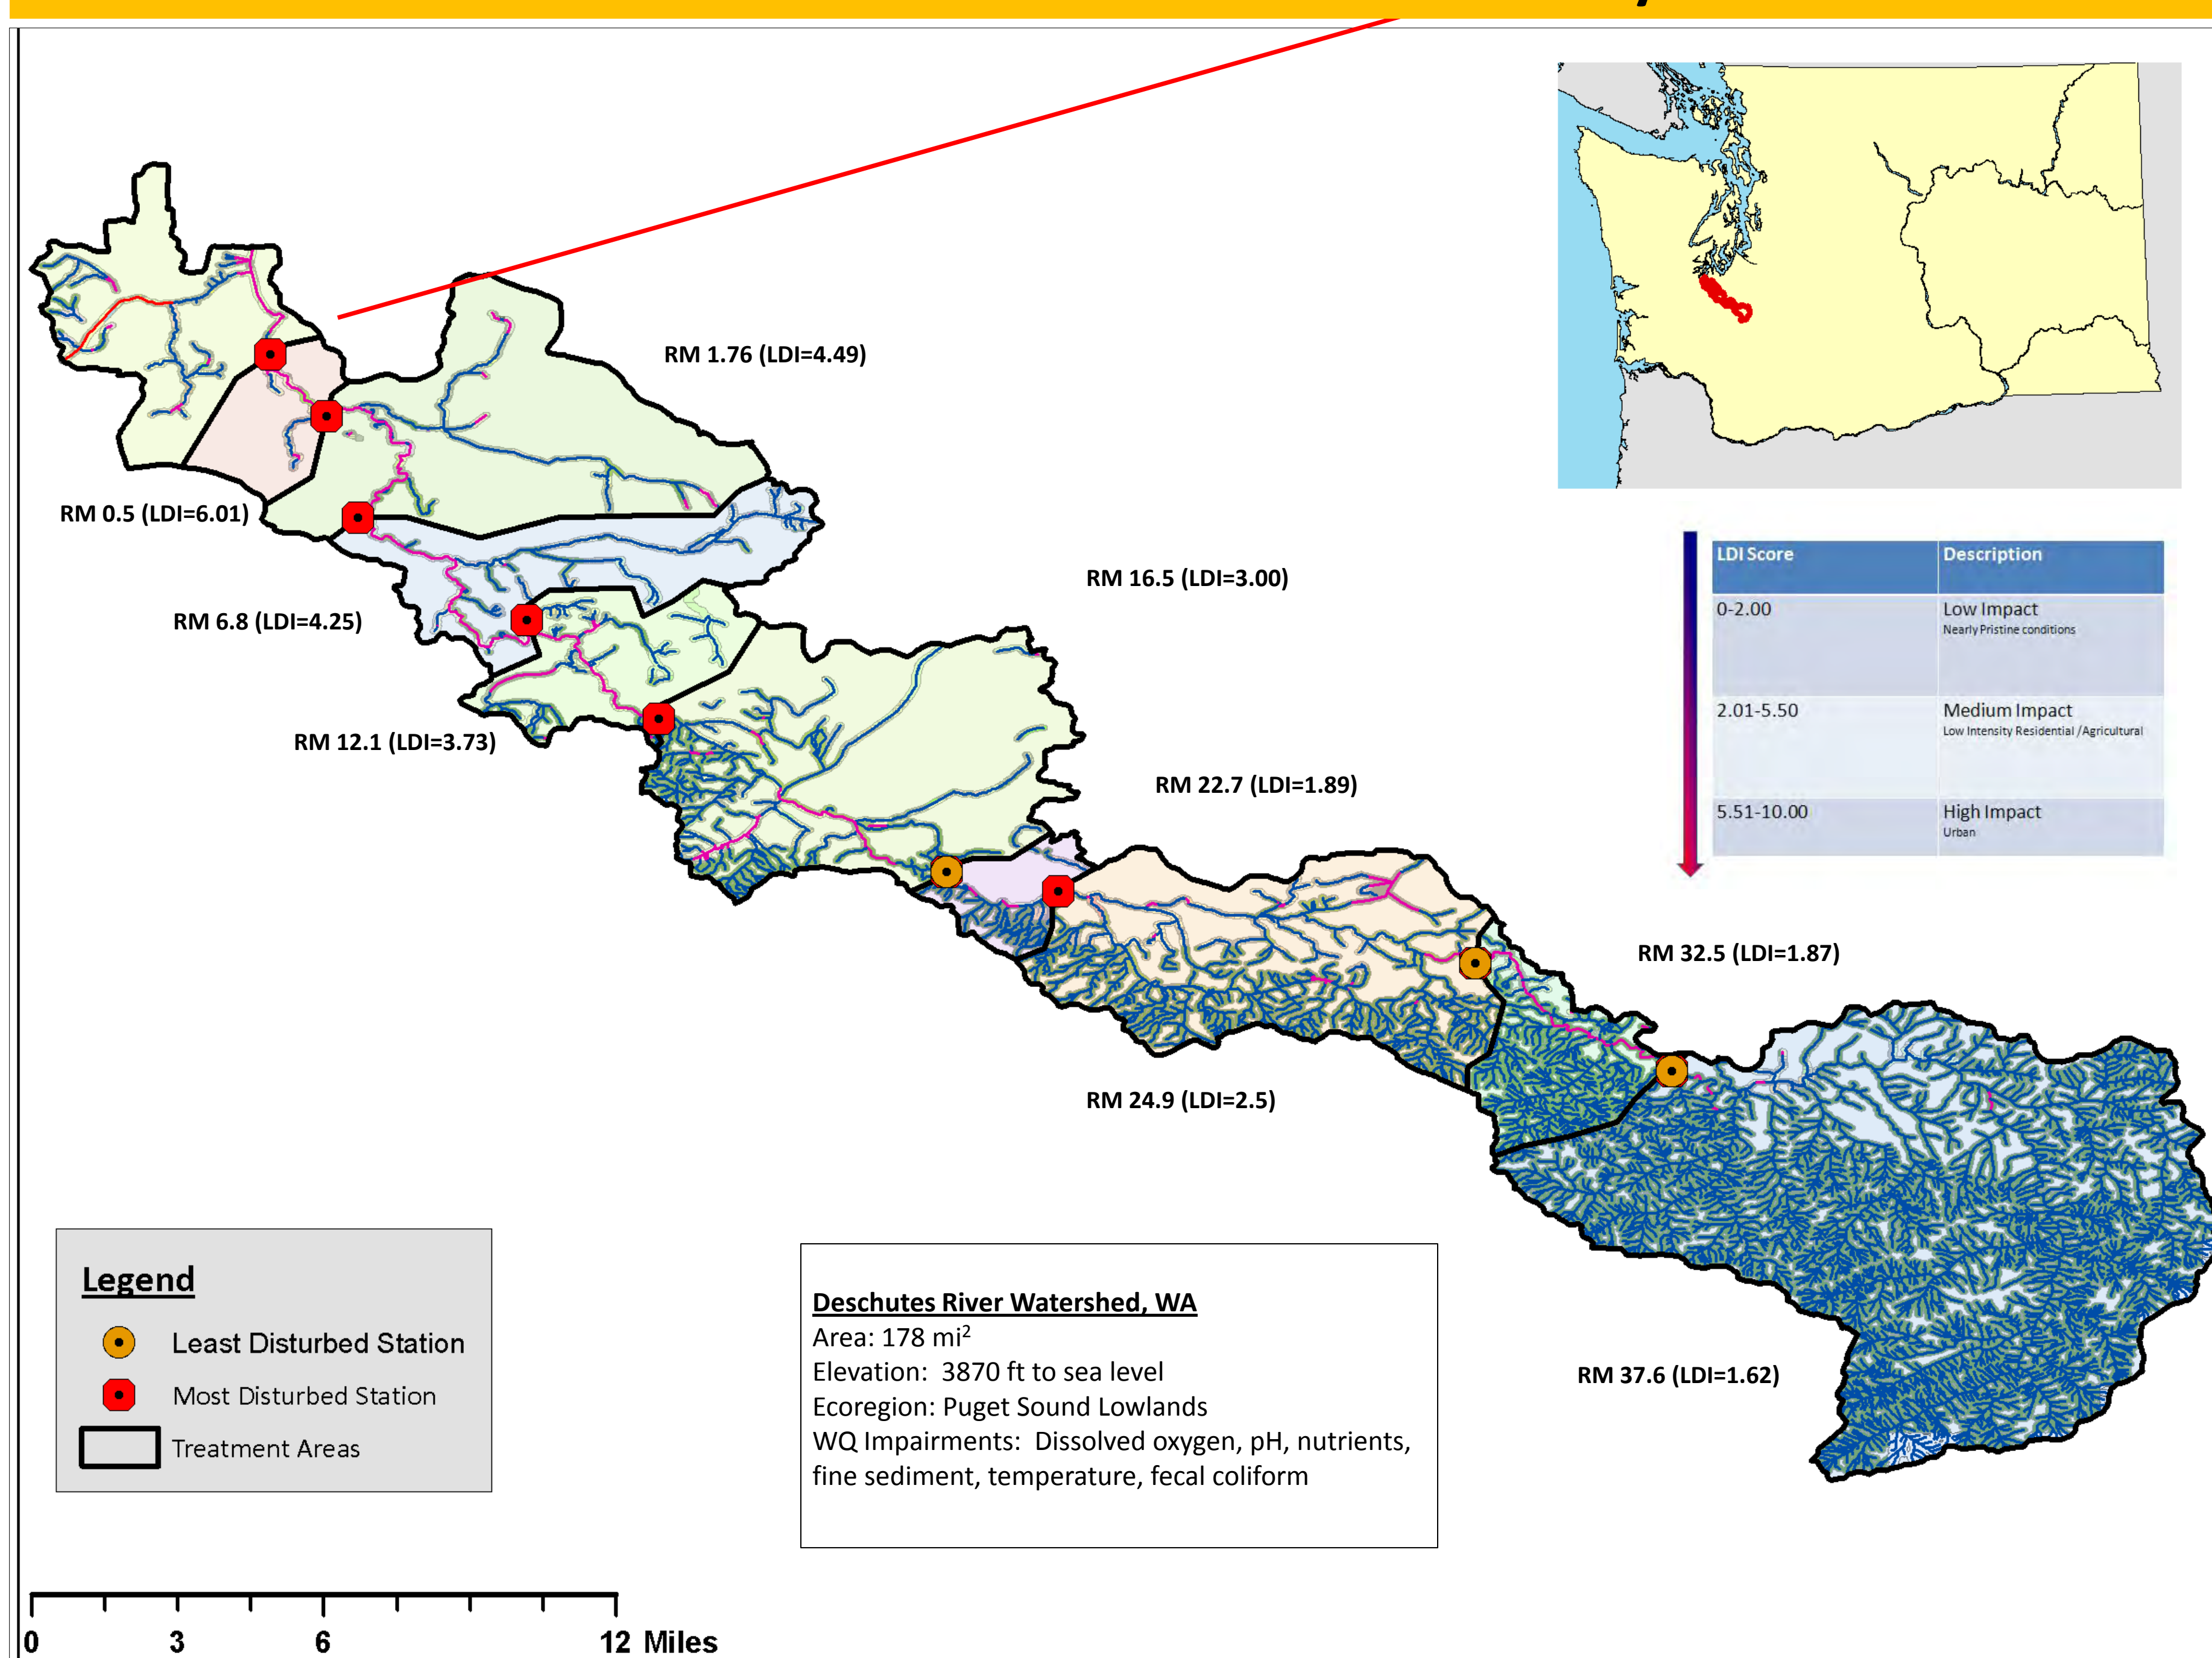 RM 1.76 (LDI=4.49)
RM 0.5 (LDI=6.01)
RM 16.5 (LDI=3.00)
RM 6.8 (LDI=4.25)
RM 12.1 (LDI=3.73)
RM 22.7 (LDI=1.89)
RM 32.5 (LDI=1.87)
RM 24.9 (LDI=2.5)
RM 37.6 (LDI=1.62)
LDI Score Description
0-2.00 Low Impact
Nearly Pristine conditions
2.01-5.50 Medium Impact
Low Intensity Residential /Agricultural
5.51-10.00 High Impact
Urban
Legend
Least Disturbed Station
Most Disturbed Station
Treatment Areas
Deschutes River Watershed, WA
Area: 178 mi²
Elevation: 3870 ft to sea level
Ecoregion: Puget Sound Lowlands
WQ Impairments: Dissolved oxygen, pH, nutrients,
fine sediment, temperature, fecal coliform
0 3 6 12 Miles